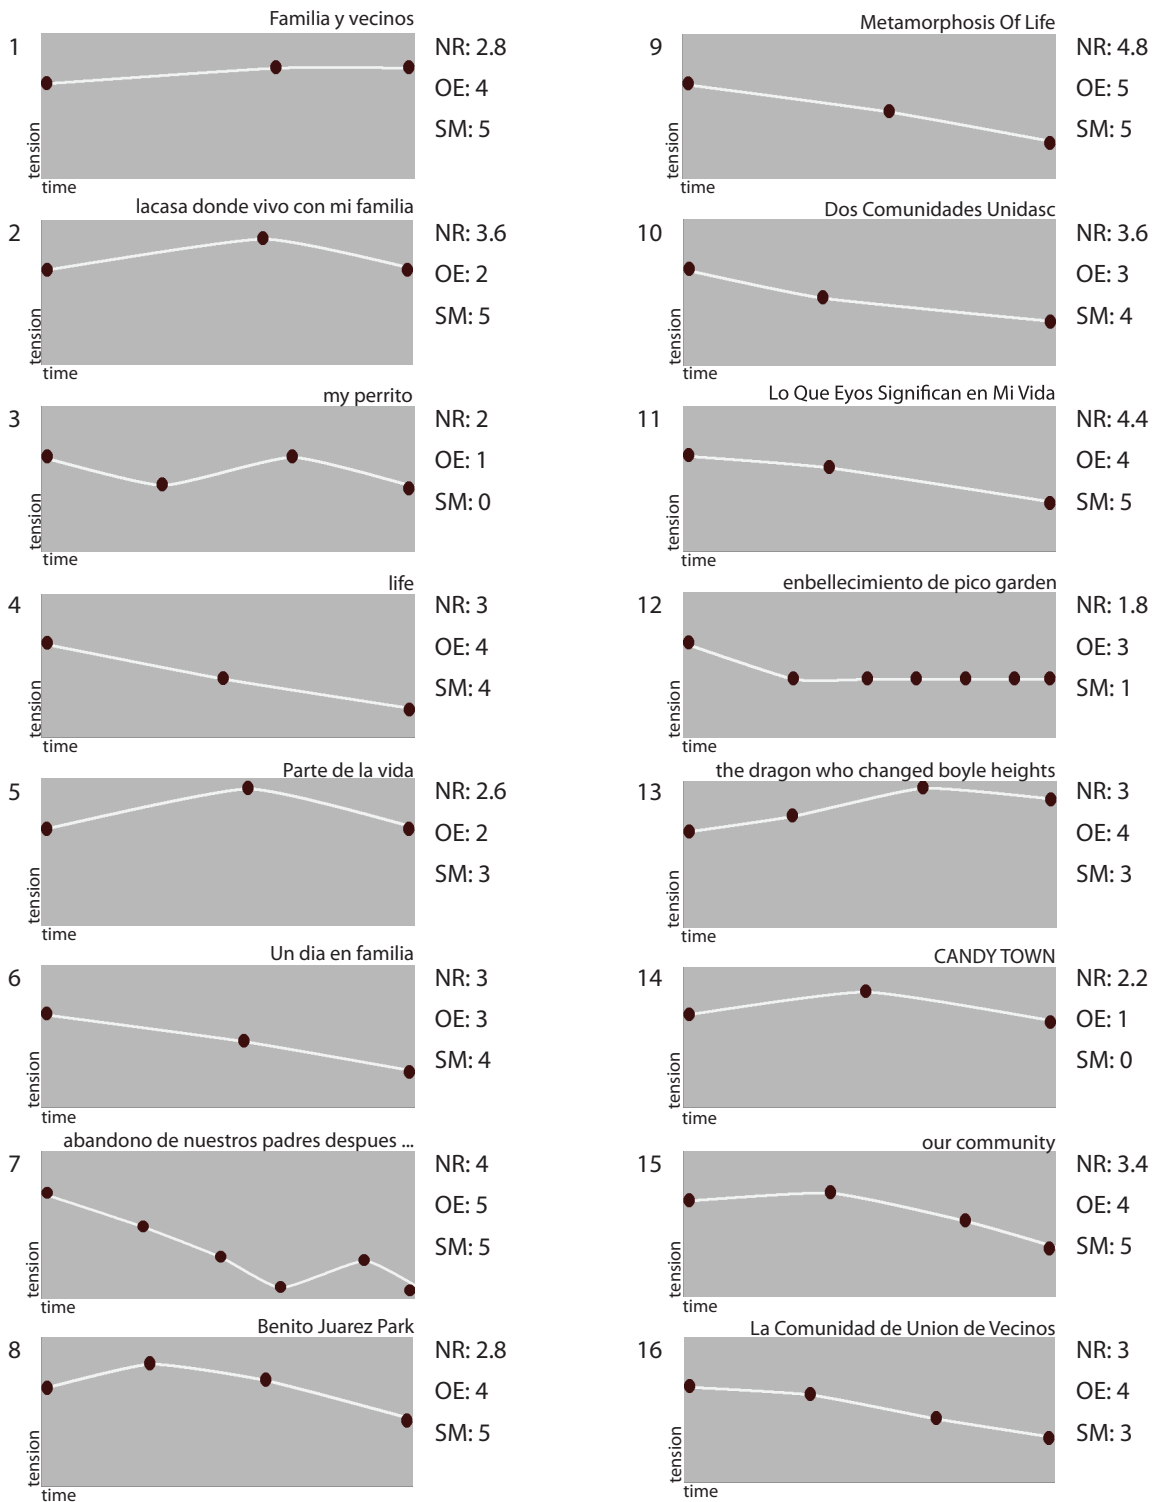 Familia y vecinos
1
NR: 2.8
OE: 4
SM: 5
tension
time
lacasa donde vivo con mi familia
2
NR: 3.6
OE: 2
SM: 5
tension
time
my perrito
3
NR: 2
OE: 1
SM: 0
tension
time
life
4
NR: 3
OE: 4
SM: 4
tension
time
Parte de la vida
5
NR: 2.6
OE: 2
SM: 3
tension
time
Un dia en familia
6
NR: 3
OE: 3
SM: 4
tension
time
abandono de nuestros padres despues ...
7
NR: 4
OE: 5
SM: 5
tension
time
Benito Juarez Park
8
NR: 2.8
OE: 4
SM: 5
tension
time
Metamorphosis Of Life
9
NR: 4.8
OE: 5
SM: 5
tension
time
Dos Comunidades Unidasc
10
NR: 3.6
OE: 3
SM: 4
tension
time
Lo Que Eyos Significan en Mi Vida
11
NR: 4.4
OE: 4
SM: 5
tension
time
enbellecimiento de pico garden
12
NR: 1.8
OE: 3
SM: 1
tension
time
the dragon who changed boyle heights
13
NR: 3
OE: 4
SM: 3
tension
time
CANDY TOWN
14
NR: 2.2
OE: 1
SM: 0
tension
time
our community
15
NR: 3.4
OE: 4
SM: 5
tension
time
La Comunidad de Union de Vecinos
16
NR: 3
OE: 4
SM: 3
tension
time